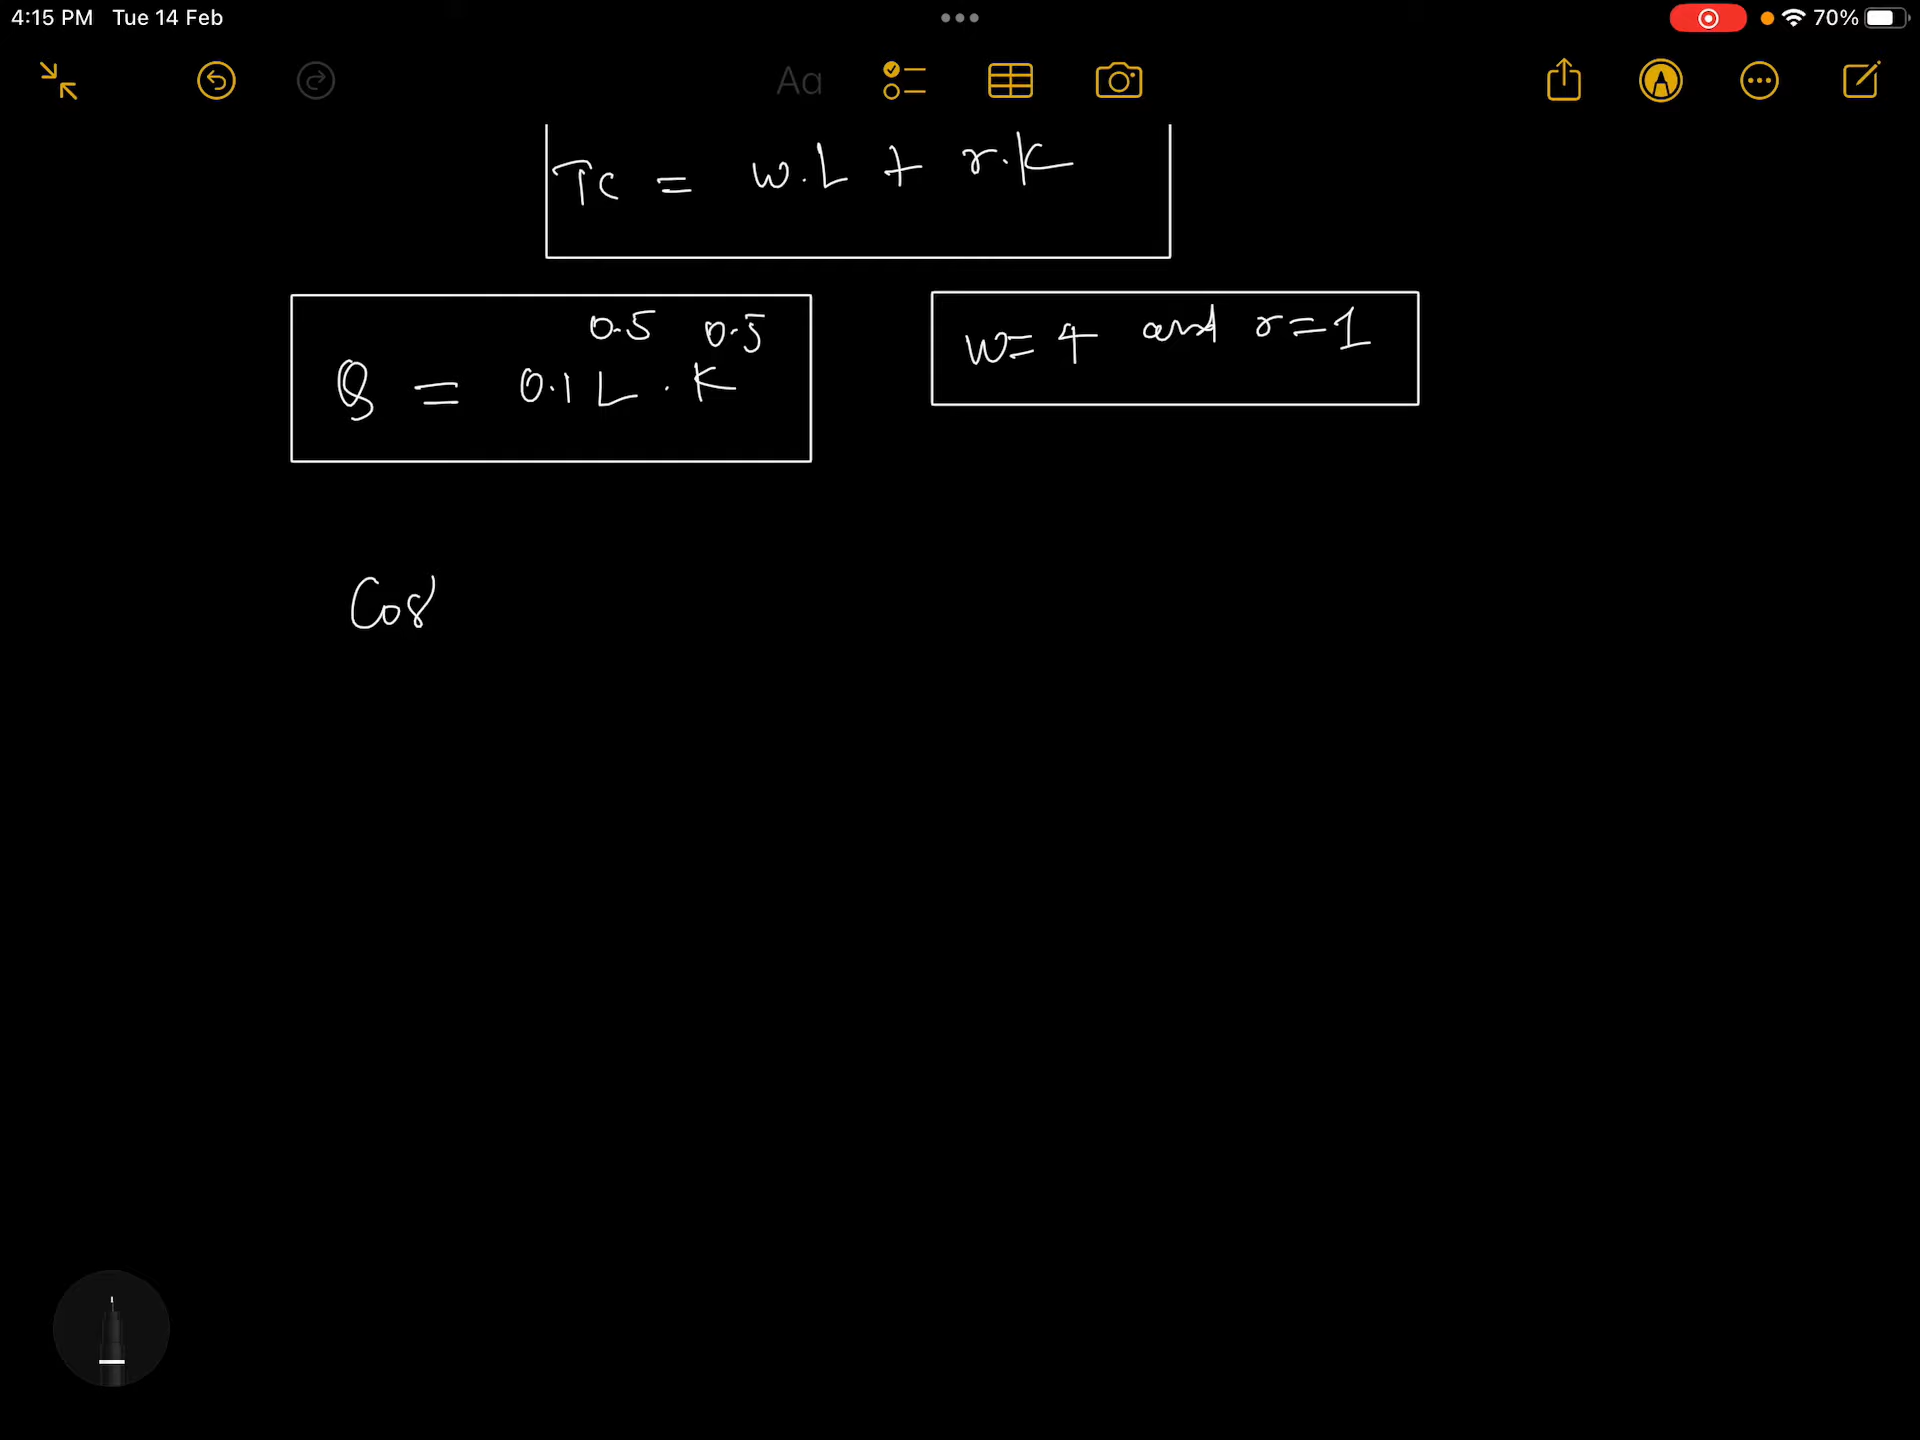 4:15 PM Tue 14 Feb
70%
Aa
Tc = w.L + r.K
Q = 0.1 L^0.5 . K^0.5
w= 4 and r=1
Cos